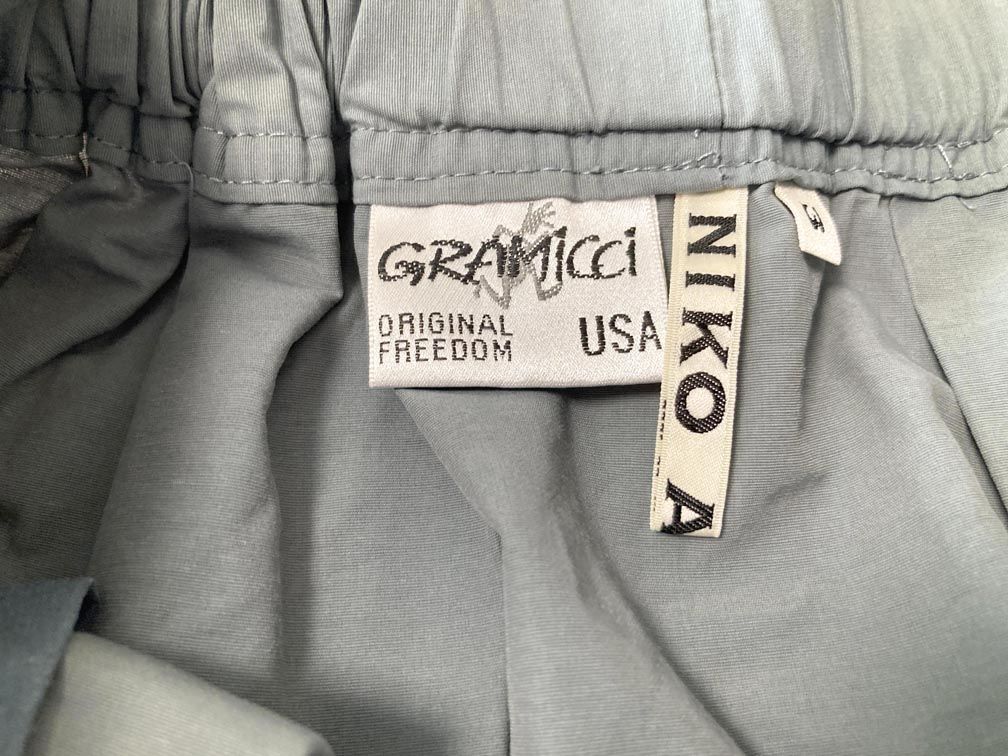 GRAMiCCi
ORIGINAL
FREEDOM
USA
NIKO A